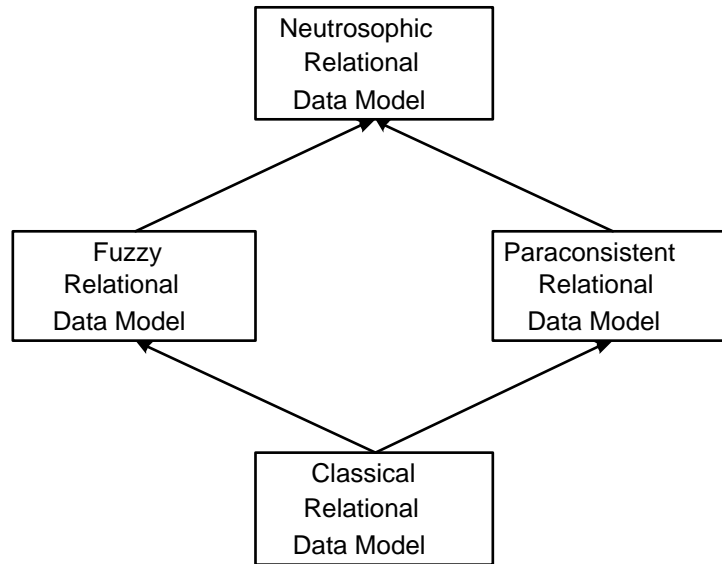 Neutrosophic
Relational
Data Model
Fuzzy
Relational
Data Model
Paraconsistent
Relational
Data Model
Classical
Relational
Data Model